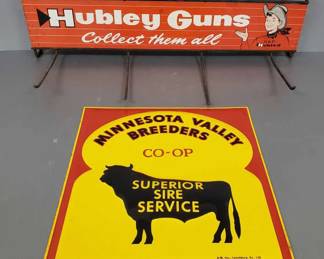 Hubley Guns
Collect them all
MINNESOTA VALLEY
BREEDERS
CO-OP
SUPERIOR
SIRE
SERVICE